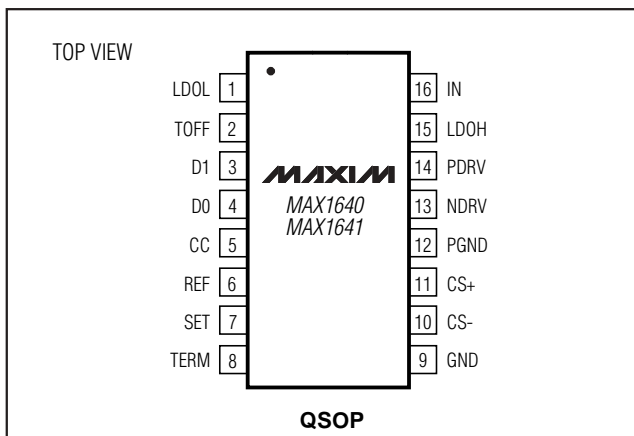 TOP VIEW
LDOL 1
TOFF 2
D1 3
D0 4
CC 5
REF 6
SET 7
TERM 8
MAXIM
MAX1640
MAX1641
16 IN
15 LDOH
14 PDRV
13 NDRV
12 PGND
11 CS+
10 CS-
9 GND
QSOP